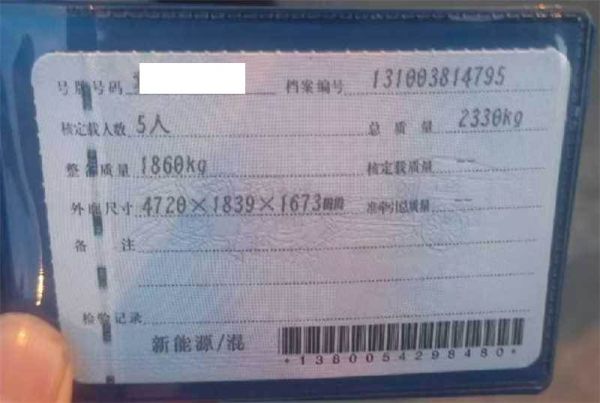 号牌号码 档案编号 131003814795
核定载人数 5人 总质量 2330kg
整备质量 1860kg 核定载质量 --
外廓尺寸 4720×1839×1673mm 准牵引总质量 --
备注
检验记录
新能源/混
*1380054298480*